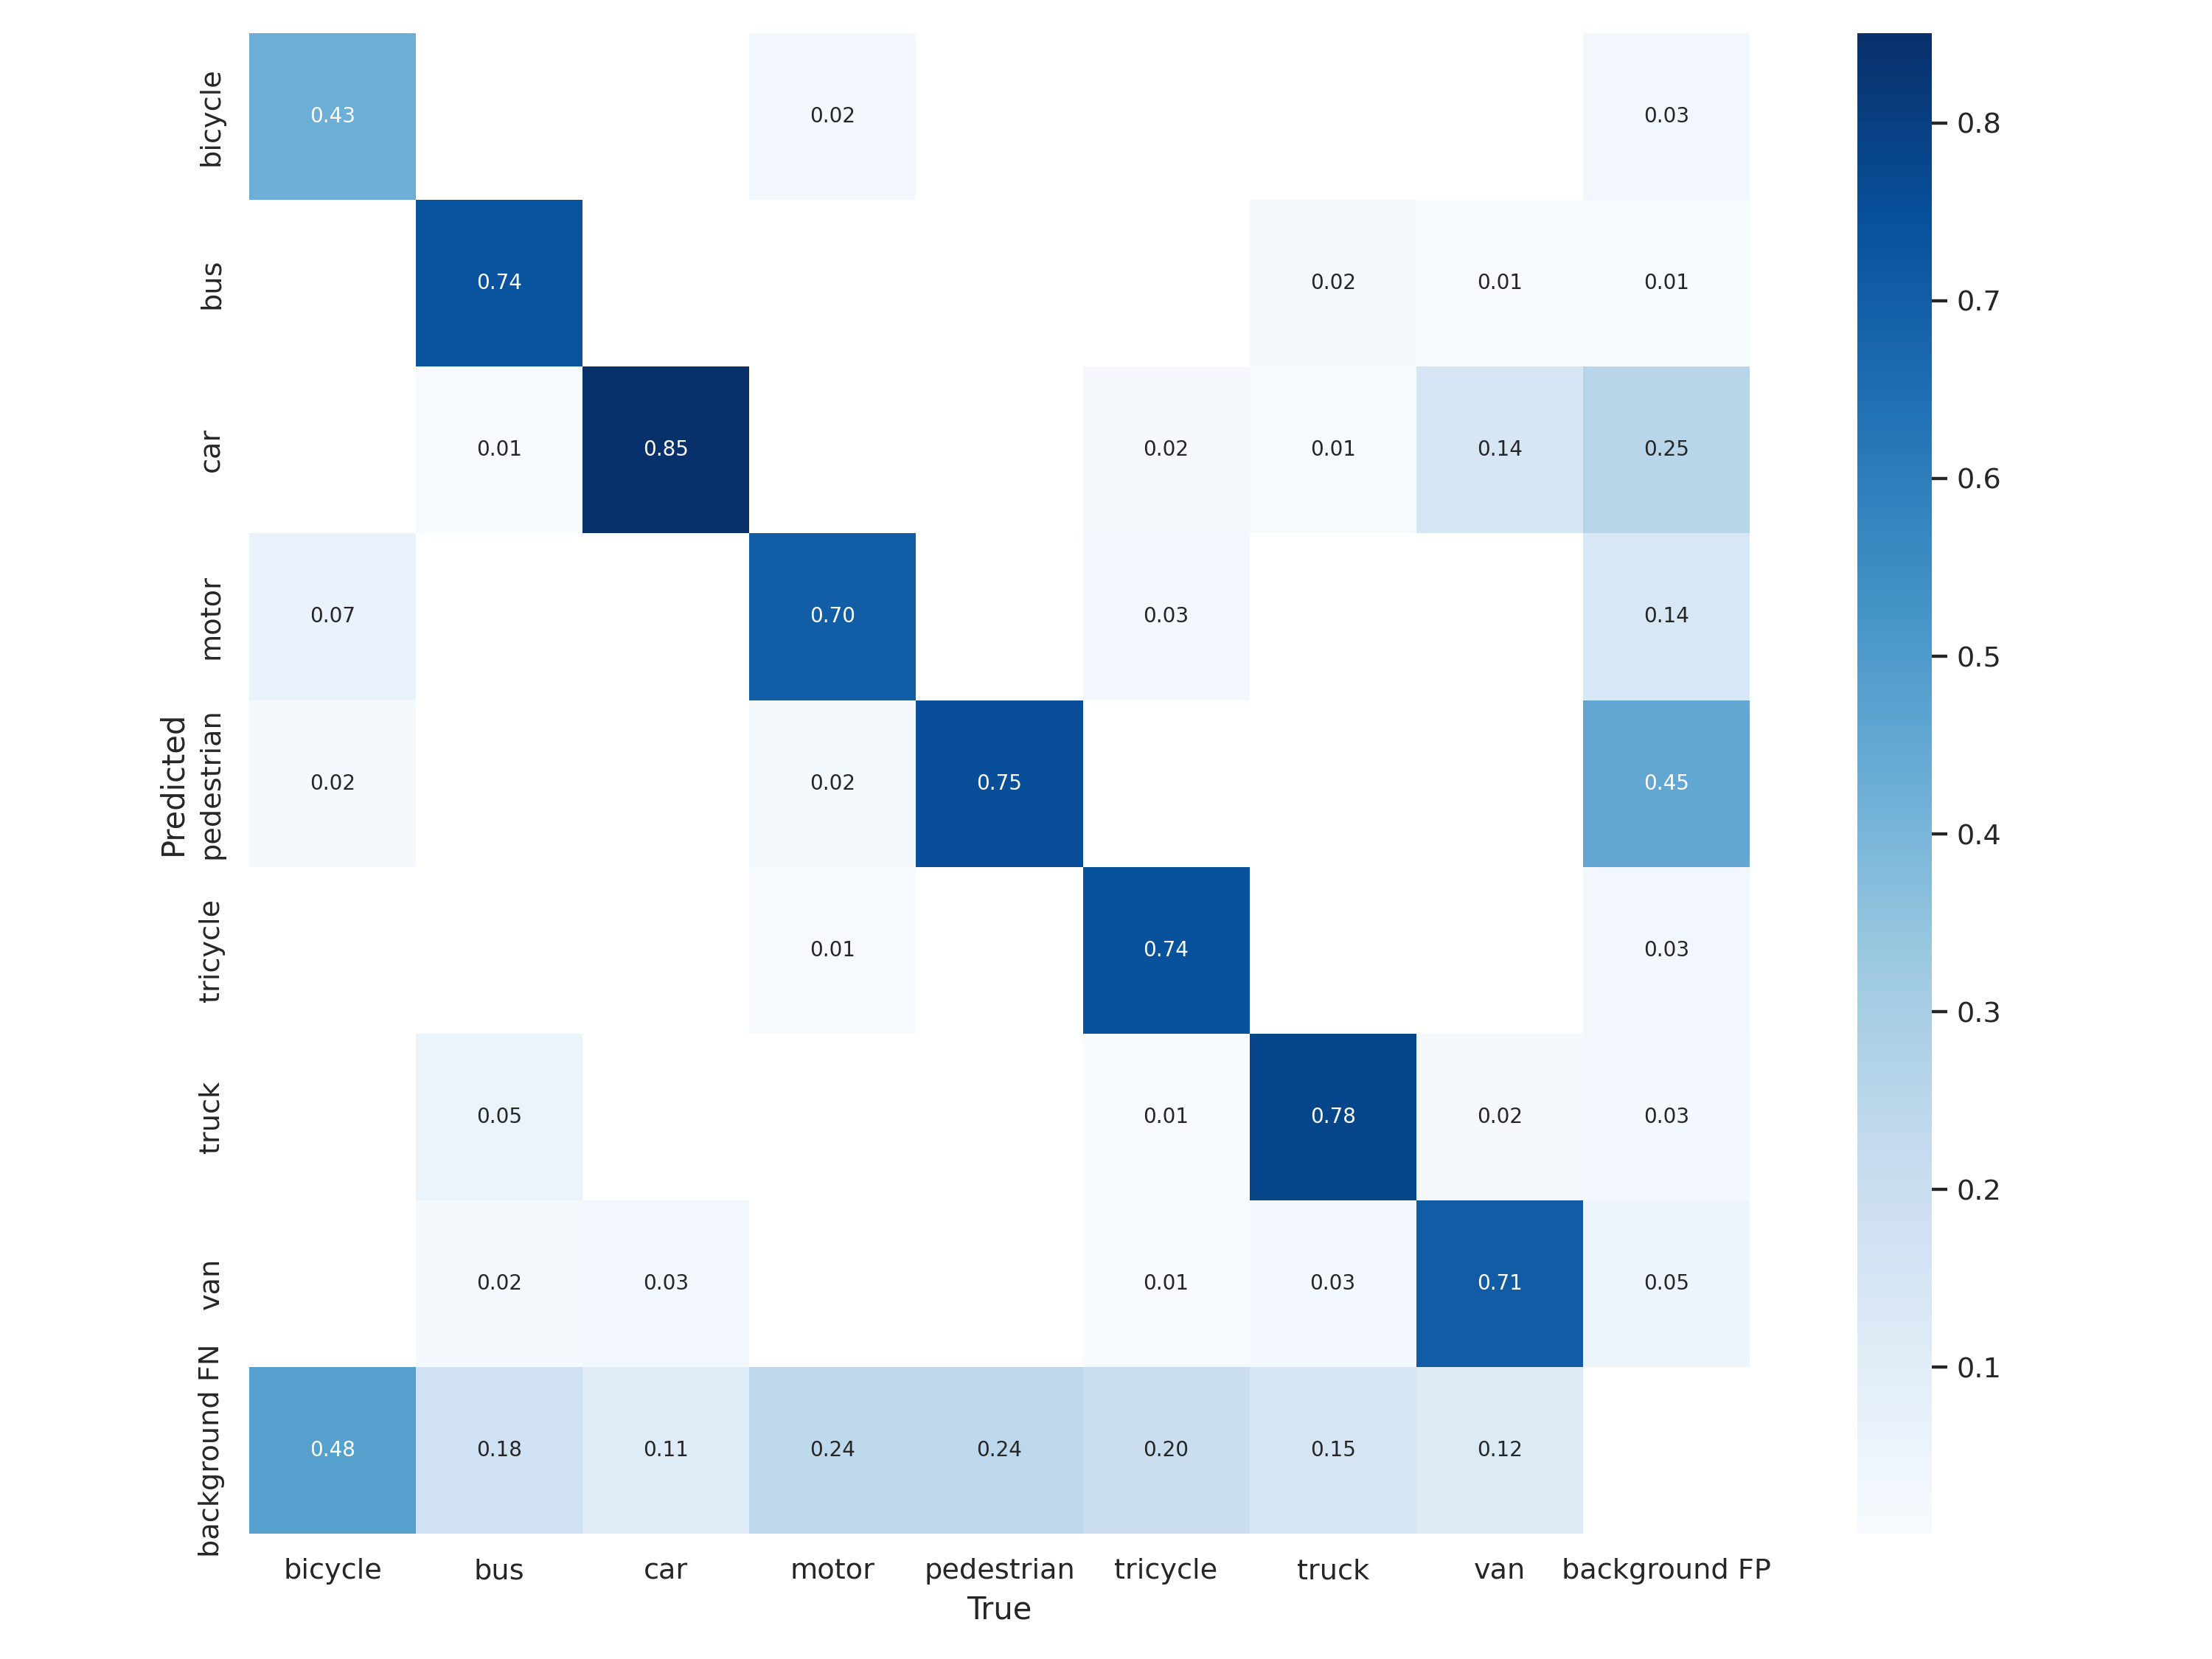 bicycle 0.43 0.02 0.03
bus 0.74 0.02 0.01 0.01
car 0.01 0.85 0.02 0.01 0.14 0.25
motor 0.07 0.70 0.03 0.14
Predicted
pedestrian 0.02 0.02 0.75 0.45
tricycle 0.01 0.74 0.03
truck 0.05 0.01 0.78 0.02 0.03
van 0.02 0.03 0.01 0.03 0.71 0.05
background FN 0.48 0.18 0.11 0.24 0.24 0.20 0.15 0.12
bicycle bus car motor pedestrian tricycle truck van background FP
True
0.8
0.7
0.6
0.5
0.4
0.3
0.2
0.1